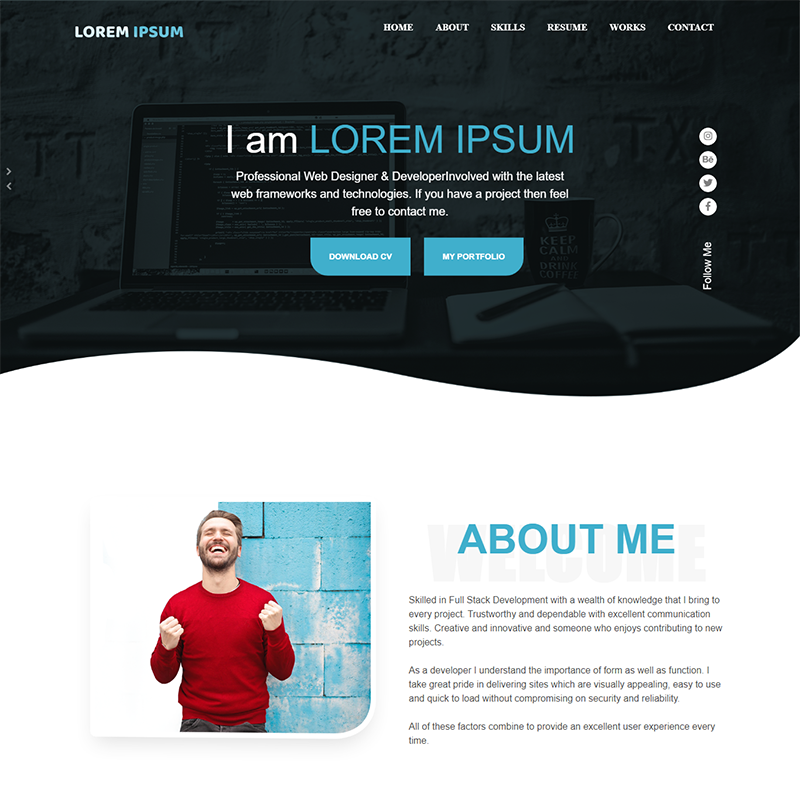 LOREM IPSUM
HOME ABOUT SKILLS RESUME WORKS CONTACT
I am LOREM IPSUM
Professional Web Designer & DeveloperInvolved with the latest
web frameworks and technologies. If you have a project then feel
free to contact me.
DOWNLOAD CV
MY PORTFOLIO
Bē
Follow Me
KEEP
CALM
AND
DRINK
COFFEE
WELCOME
ABOUT ME
Skilled in Full Stack Development with a wealth of knowledge that I bring to
every project. Trustworthy and dependable with excellent communication
skills. Creative and innovative and someone who enjoys contributing to new
projects.
As a developer I understand the importance of form as well as function. I
take great pride in delivering sites which are visually appealing, easy to use
and quick to load without compromising on security and reliability.
All of these factors combine to provide an excellent user experience every
time.